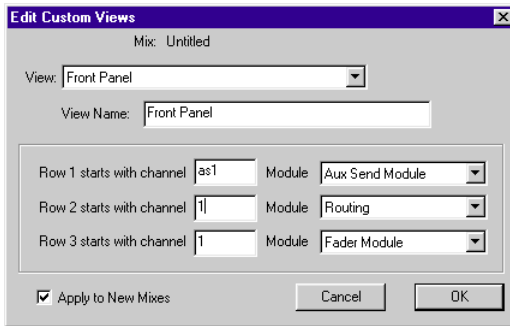 Edit Custom Views
Mix: Untitled
View: Front Panel
View Name: Front Panel
Row 1 starts with channel as1 Module Aux Send Module
Row 2 starts with channel 1 Module Routing
Row 3 starts with channel 1 Module Fader Module
Apply to New Mixes Cancel OK